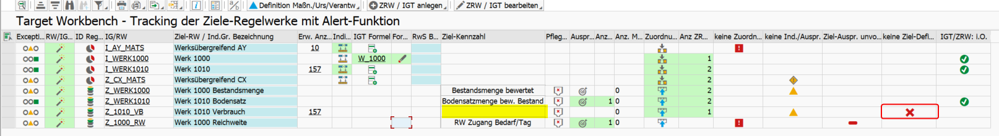 Definition Maßn./Urs/Verantw ZRW / IGT anlegen ZRW / IGT bearbeiten
Target Workbench - Tracking der Ziele-Regelwerke mit Alert-Funktion
Excepti... RW/IG... ID Reg... IG/RW Ziel-RW / Ind.Gr. Bezeichnung Erw. Anz... Indi... IGT Formel For... RwS B... Ziel-Kennzahl Pfleg... Auspr... Anz... Anz. M... Zuordnu... Anz ZR... keine Zuordn... keine Ind./Auspr. Ziel-Auspr. unvo... keine Ziel-Defi... IGT/ZRW: i.O.
I_AY_MATS Werksübergreifend AY 10
I_WERK1000 Werk 1000 W_1000 1
I_WERK1010 Werk 1010 157 2
Z_CX_MATS Werksübergreifend CX 2
Z_WERK1000 Werk 1000 Bestandsmenge Bestandsmenge bewertet 0 2
Z_WERK1010 Werk 1010 Bodensatz Bodensatzmenge bew. Bestand 1 0 2
Z_1010_VB Werk 1010 Verbrauch 157 0 1
Z_1000_RW Werk 1000 Reichweite RW Zugang Bedarf/Tag 1 0